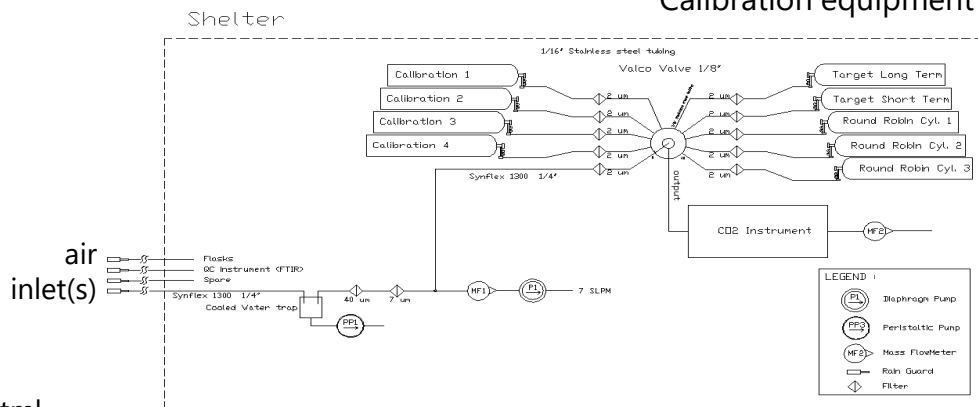 Calibration equipment
Shelter
1/16" Stainless steel tubing
Valco Valve 1/8"
Calibration 1
Target Long Term
2 um
2 um
Calibration 2
Target Short Term
2 um
2 um
Calibration 3
Round Robin Cyl. 1
2 um
2 um
Calibration 4
Round Robin Cyl. 2
2 um
2 um
Round Robin Cyl. 3
Synflex 1300 1/4"
2 um
2 um
output
CO2 Instrument
MF2
air
inlet(s)
Flasks
QC Instrument (FTIR)
Spare
Synflex 1300 1/4"
Cooled Water trap
40 um
7 um
MF1
P1
7 SLPM
PP1
LEGEND :
P1 Diaphragm Pump
PP3 Peristaltic Pump
MF2 Mass FlowMeter
Rain Guard
Filter